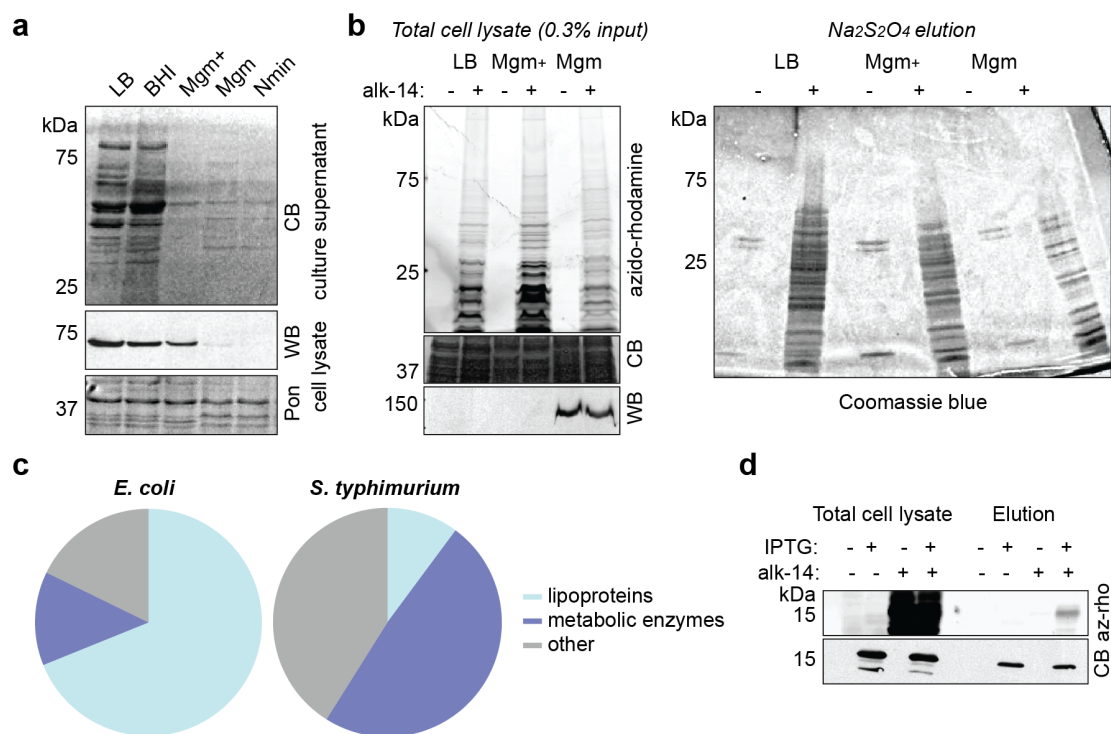 a
LB BHI Mgm+ Mgm Nmin
kDa
75
25
CB
culture supernatant
75
WB
37
Pon
cell lysate
b
Total cell lysate (0.3% input)
LB Mgm+ Mgm
alk-14: - + - + - +
kDa
75
25
azido-rhodamine
37
CB
150
WB
Na2S2O4 elution
LB Mgm+ Mgm
- + - + - +
kDa
75
25
Coomassie blue
c
E. coli
S. typhimurium
lipoproteins
metabolic enzymes
other
d
Total cell lysate Elution
IPTG: - + - + - + - +
alk-14: - - + + - - + +
kDa
15
az-rho
15
CB